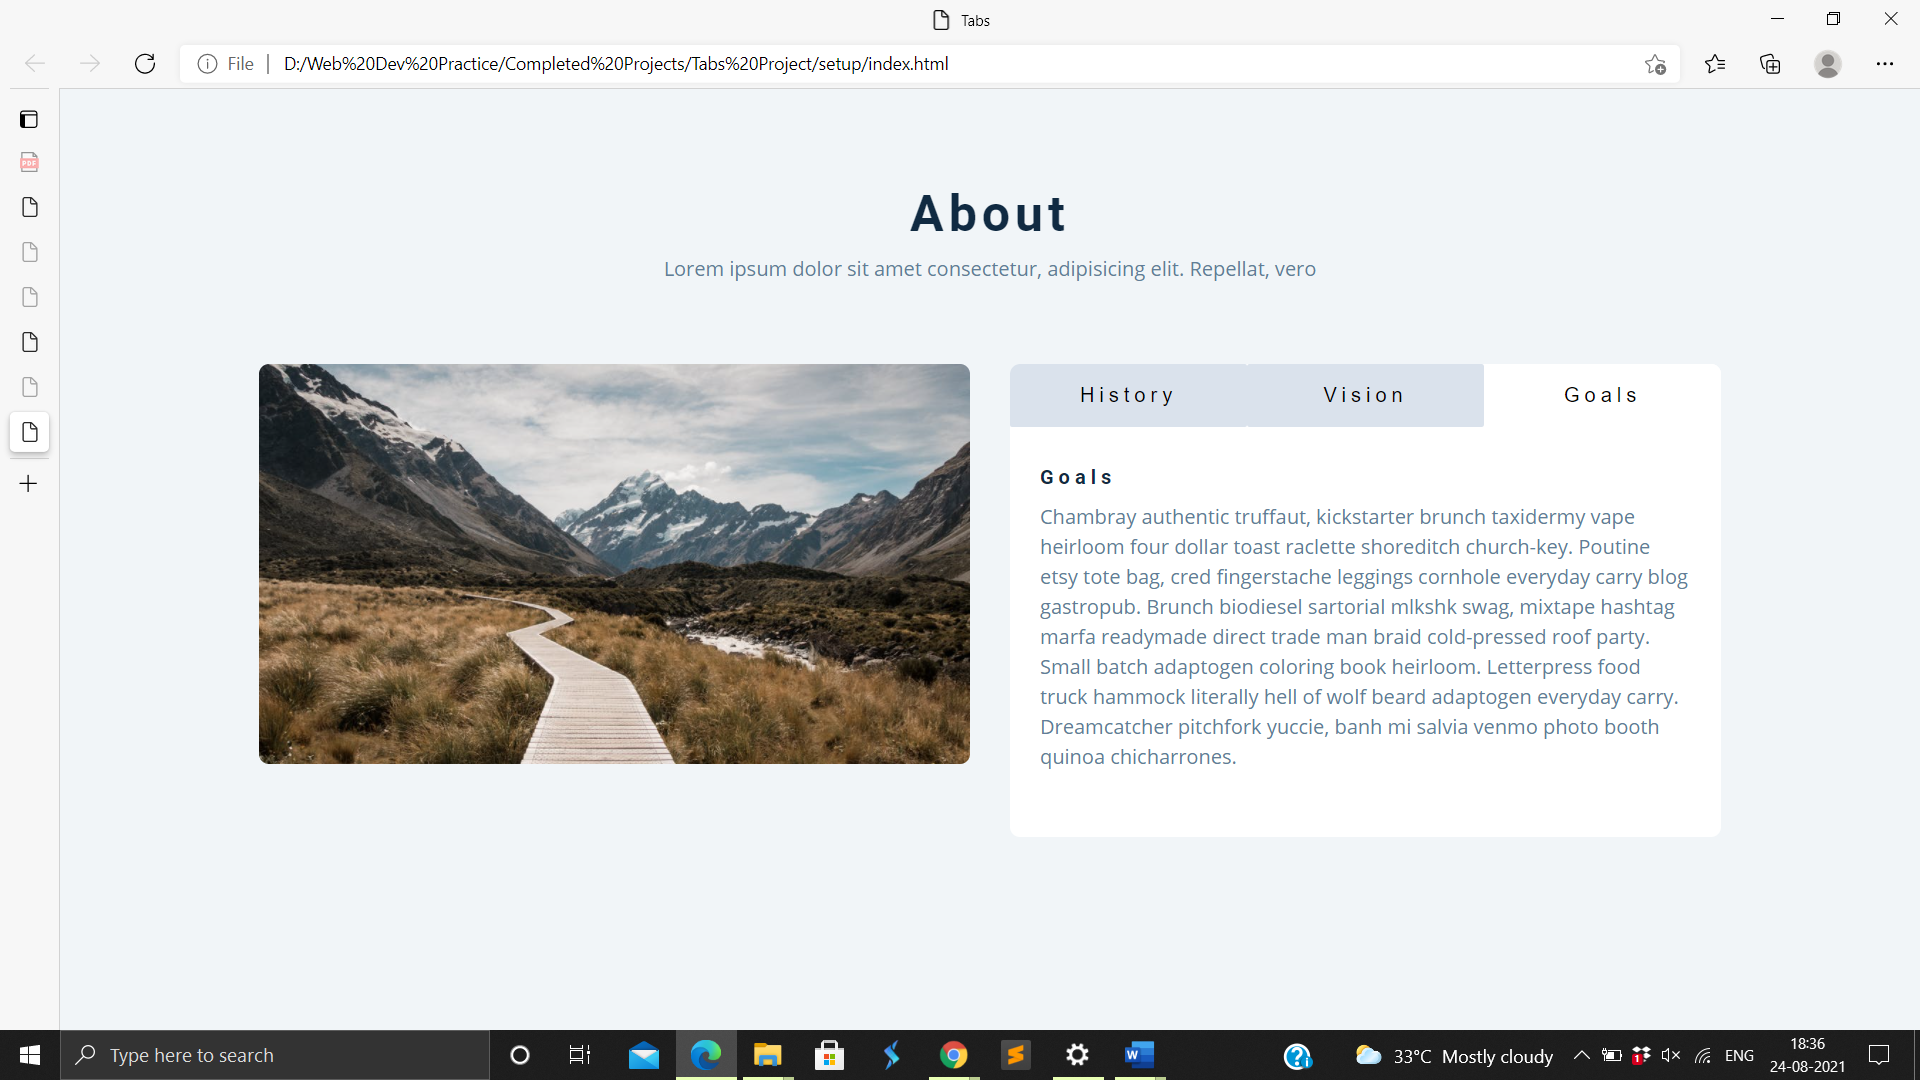 Tabs
File
D:/Web%20Dev%20Practice/Completed%20Projects/Tabs%20Project/setup/index.html
PDF
About
Lorem ipsum dolor sit amet consectetur, adipisicing elit. Repellat, vero
History
Vision
Goals
Goals
Chambray authentic truffaut, kickstarter brunch taxidermy vape
heirloom four dollar toast raclette shoreditch church-key. Poutine
etsy tote bag, cred fingerstache leggings cornhole everyday carry blog
gastropub. Brunch biodiesel sartorial mlkshk swag, mixtape hashtag
marfa readymade direct trade man braid cold-pressed roof party.
Small batch adaptogen coloring book heirloom. Letterpress food
truck hammock literally hell of wolf beard adaptogen everyday carry.
Dreamcatcher pitchfork yuccie, banh mi salvia venmo photo booth
quinoa chicharrones.
Type here to search
W
33°C Mostly cloudy
1
ENG
18:36
24-08-2021